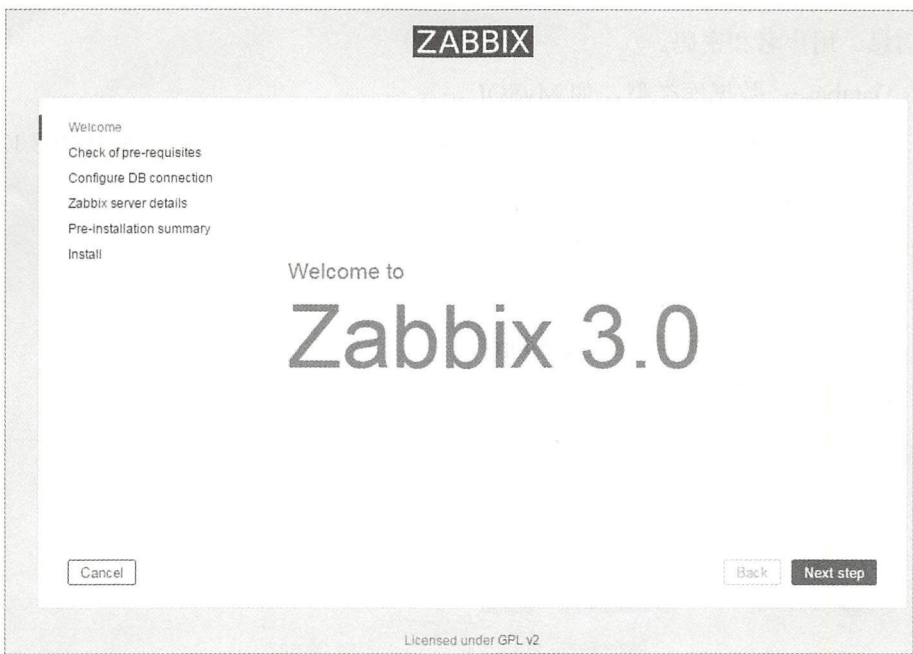 ZABBIX
Welcome
Check of pre-requisites
Configure DB connection
Zabbix server details
Pre-installation summary
Install
Welcome to
Zabbix 3.0
Cancel
Back
Next step
Licensed under GPL v2